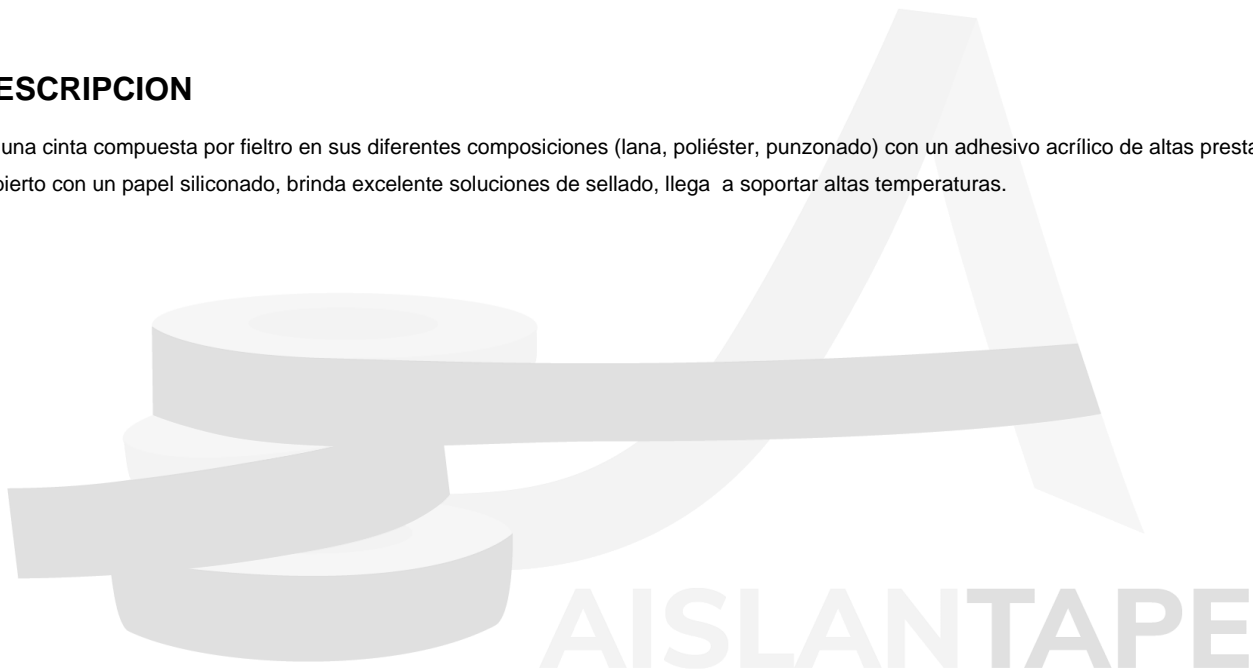 ESCRIPCION
una cinta compuesta por fieltro en sus diferentes composiciones (lana, poliéster, punzonado) con un adhesivo acrílico de altas presta
bierto con un papel siliconado, brinda excelente soluciones de sellado, llega a soportar altas temperaturas.
AISLANTAPE